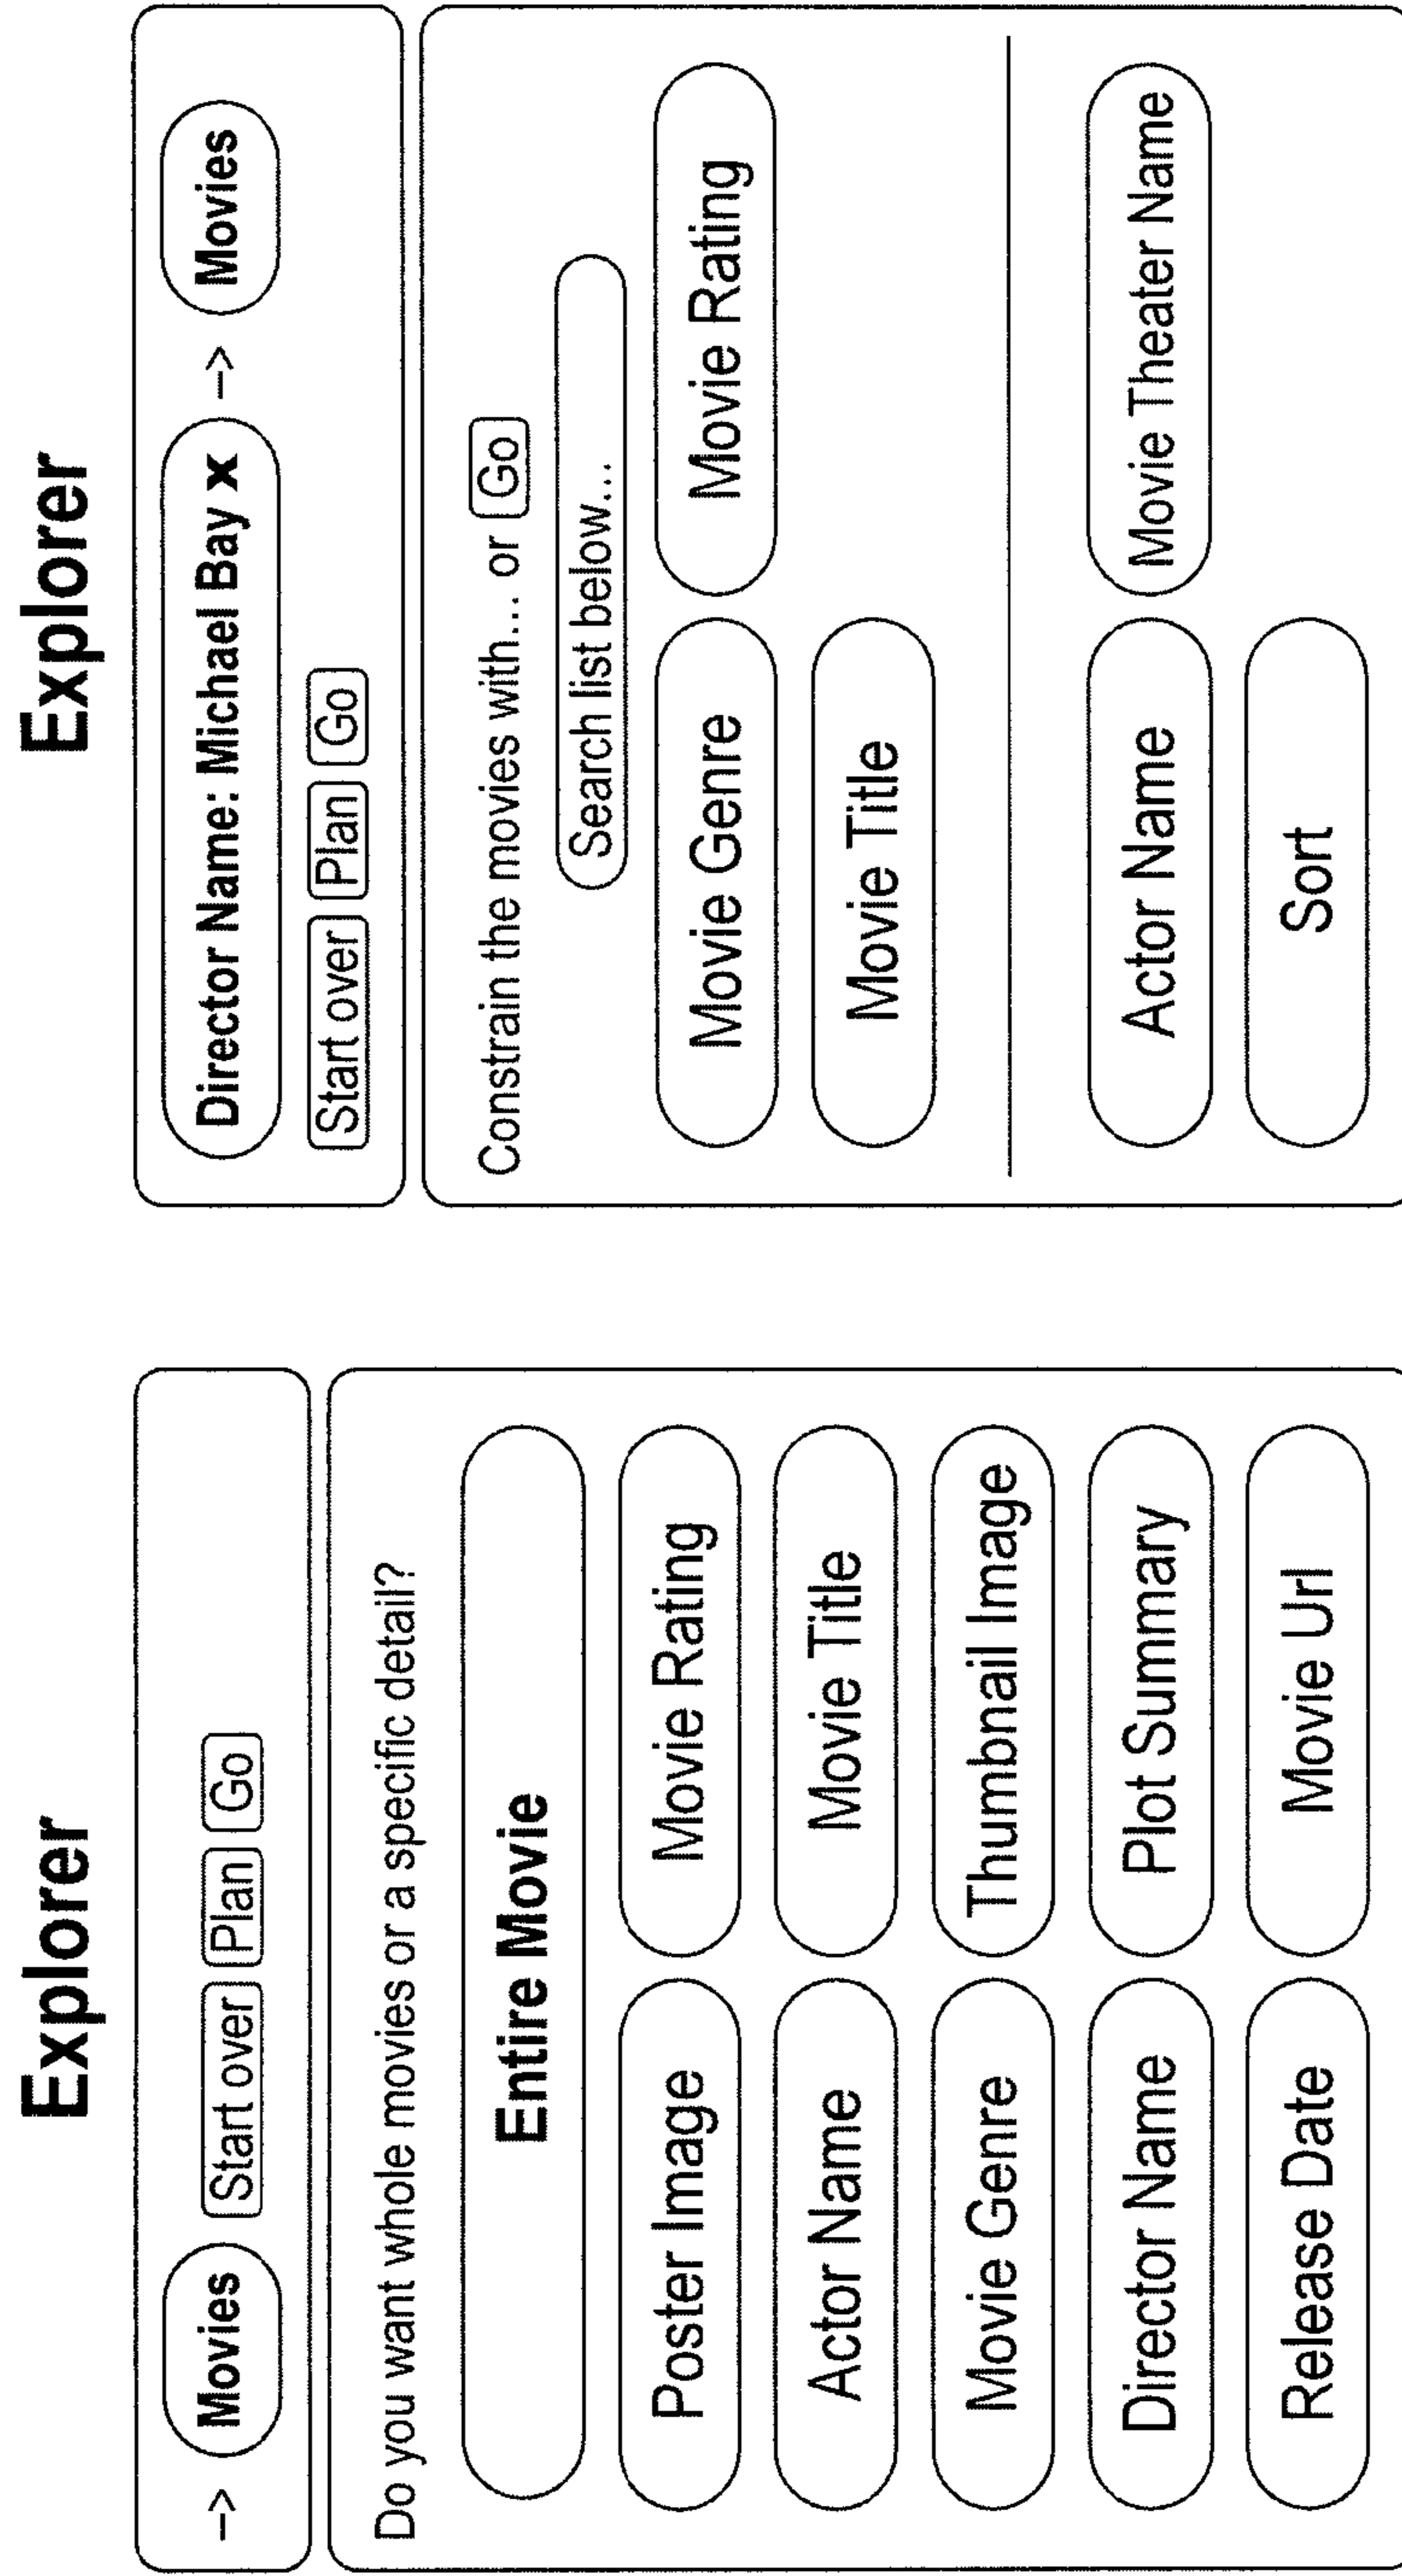 Explorer
--> Movies Start over Plan Go
Do you want whole movies or a specific detail?
Entire Movie
Poster Image Movie Rating
Actor Name Movie Title
Movie Genre Thumbnail Image
Director Name Plot Summary
Release Date Movie Url
Explorer
Director Name: Michael Bay x --> Movies
Start over Plan Go
Constrain the movies with... or Go
Search list below...
Movie Genre Movie Rating
Movie Title
Actor Name Movie Theater Name
Sort